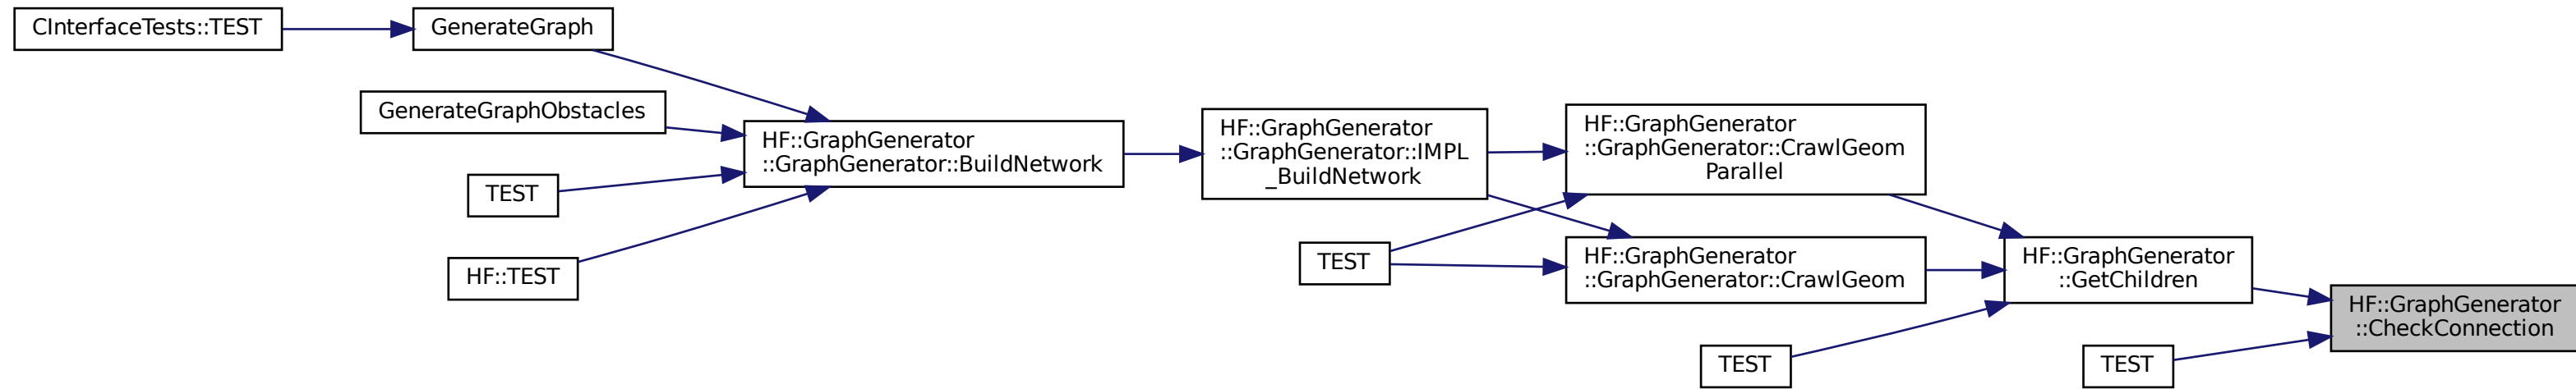 CInterfaceTests::TEST
GenerateGraph
GenerateGraphObstacles
TEST
HF::TEST
HF::GraphGenerator
::GraphGenerator::BuildNetwork
HF::GraphGenerator
::GraphGenerator::IMPL
_BuildNetwork
TEST
HF::GraphGenerator
::GraphGenerator::CrawlGeom
Parallel
HF::GraphGenerator
::GraphGenerator::CrawlGeom
TEST
HF::GraphGenerator
::GetChildren
TEST
HF::GraphGenerator
::CheckConnection